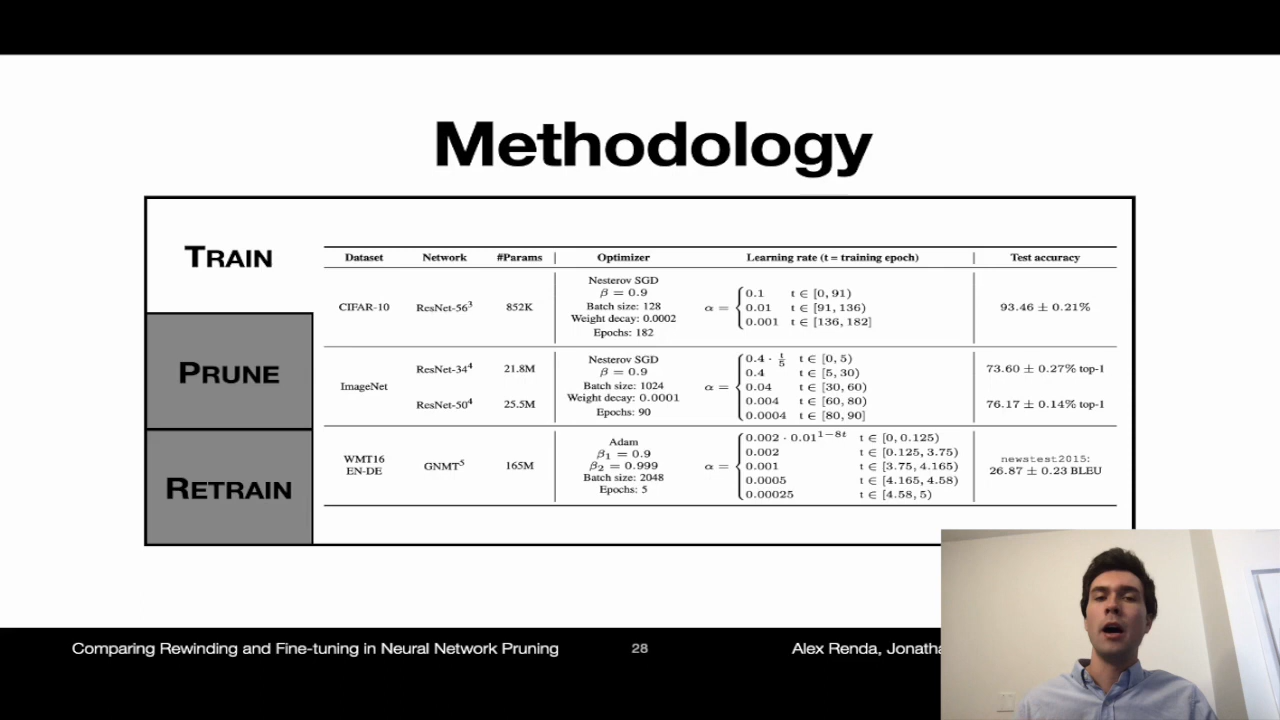 Methodology
TRAIN
PRUNE
RETRAIN
Dataset Network #Params Optimizer Learning rate (t = training epoch) Test accuracy
CIFAR-10 ResNet-56³ 852K
Nesterov SGD
β = 0.9
Batch size: 128
Weight decay: 0.0002
Epochs: 182
α = { 0.1 t ∈ [0, 91)
0.01 t ∈ [91, 136)
0.001 t ∈ [136, 182]
93.46 ± 0.21%
ImageNet
ResNet-34⁴ 21.8M
ResNet-50⁴ 25.5M
Nesterov SGD
β = 0.9
Batch size: 1024
Weight decay: 0.0001
Epochs: 90
α = { 0.4 · 1/5 t ∈ [0, 5)
0.4 t ∈ [5, 30)
0.04 t ∈ [30, 60)
0.004 t ∈ [60, 80)
0.0004 t ∈ [80, 90]
73.60 ± 0.27% top-1
76.17 ± 0.14% top-1
WMT16
EN-DE
GNMT⁵ 165M
Adam
β₁ = 0.9
β₂ = 0.999
Batch size: 2048
Epochs: 5
α = { 0.002 · 0.01¹⁻⁸ᵗ t ∈ [0, 0.125)
0.002 t ∈ [0.125, 3.75)
0.001 t ∈ [3.75, 4.165)
0.0005 t ∈ [4.165, 4.58)
0.00025 t ∈ [4.58, 5)
newstest2015:
26.87 ± 0.23 BLEU
Comparing Rewinding and Fine-tuning in Neural Network Pruning 28 Alex Renda, Jonatha